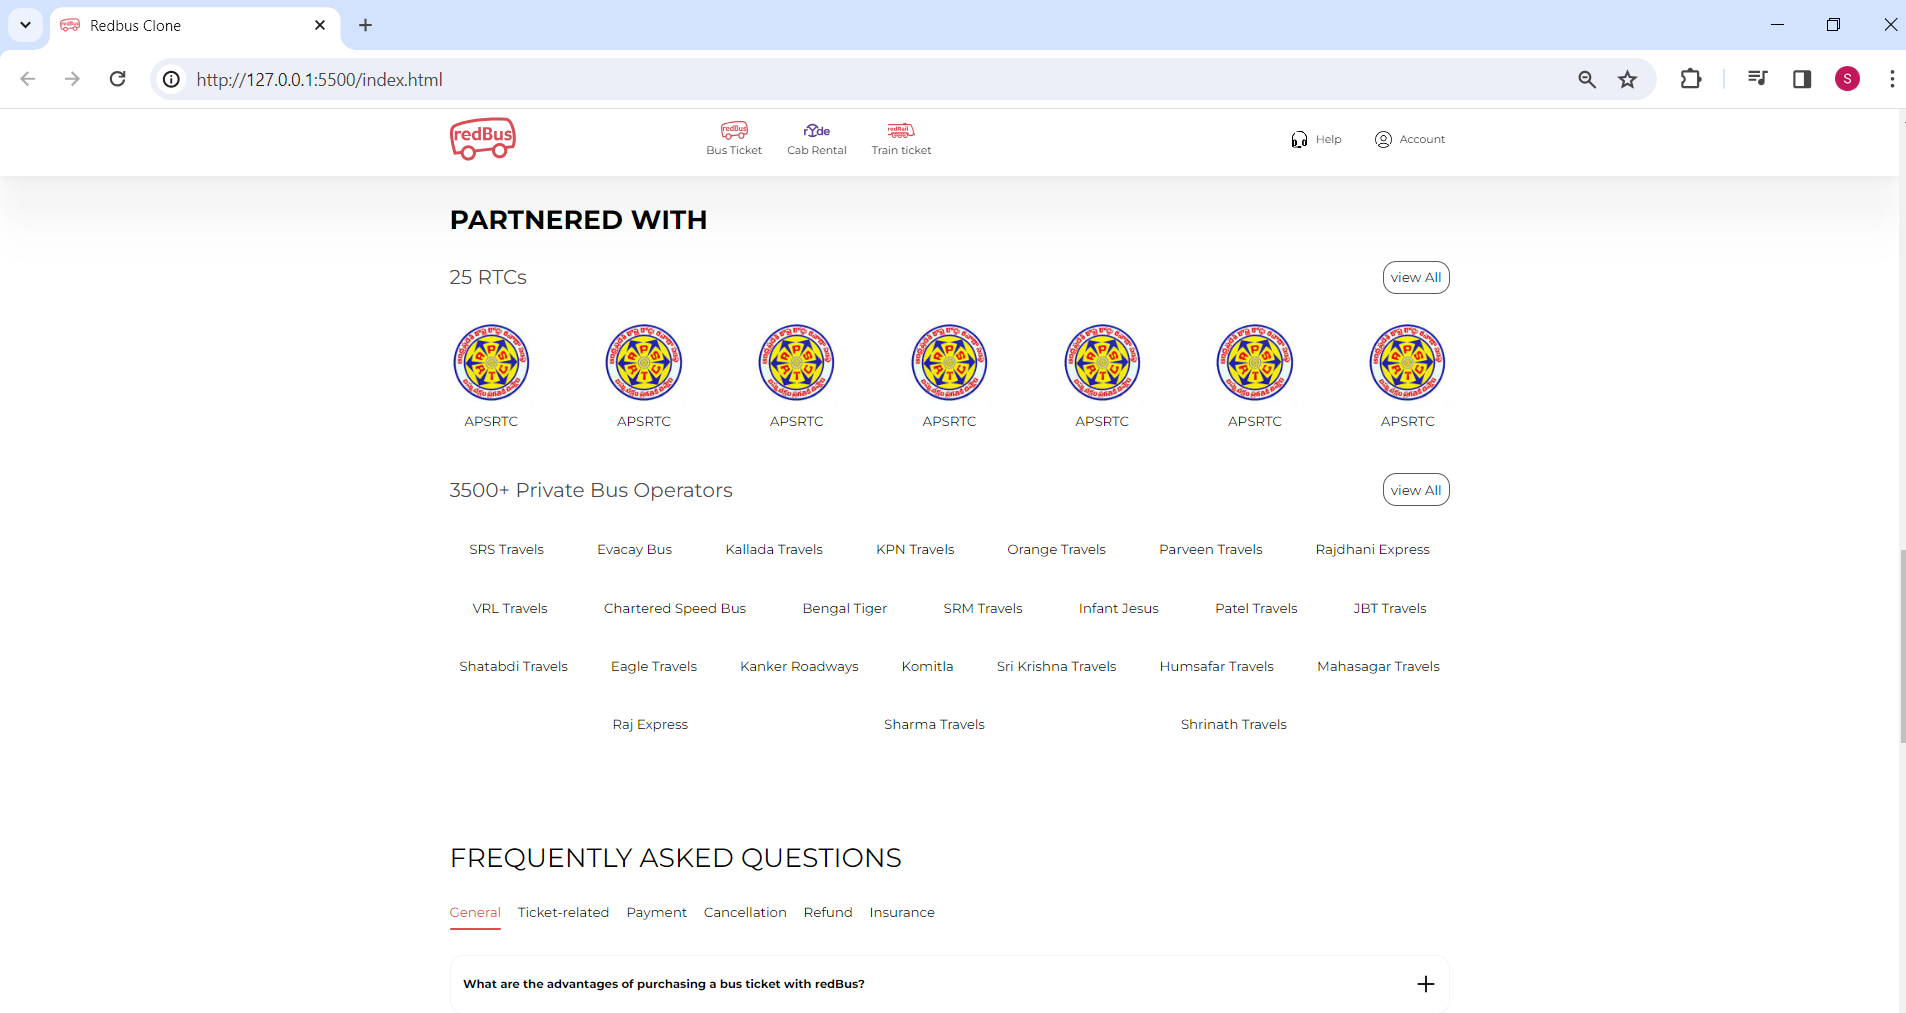 Redbus Clone
http://127.0.0.1:5500/index.html
S
redBus
redBus
Bus Ticket
rYde
Cab Rental
redRail
Train ticket
Help
Account
PARTNERED WITH
25 RTCs
view All
APSRTC APSRTC APSRTC APSRTC APSRTC APSRTC APSRTC
3500+ Private Bus Operators
view All
SRS Travels Evacay Bus Kallada Travels KPN Travels Orange Travels Parveen Travels Rajdhani Express
VRL Travels Chartered Speed Bus Bengal Tiger SRM Travels Infant Jesus Patel Travels JBT Travels
Shatabdi Travels Eagle Travels Kanker Roadways Komitla Sri Krishna Travels Humsafar Travels Mahasagar Travels
Raj Express Sharma Travels Shrinath Travels
FREQUENTLY ASKED QUESTIONS
General Ticket-related Payment Cancellation Refund Insurance
What are the advantages of purchasing a bus ticket with redBus?